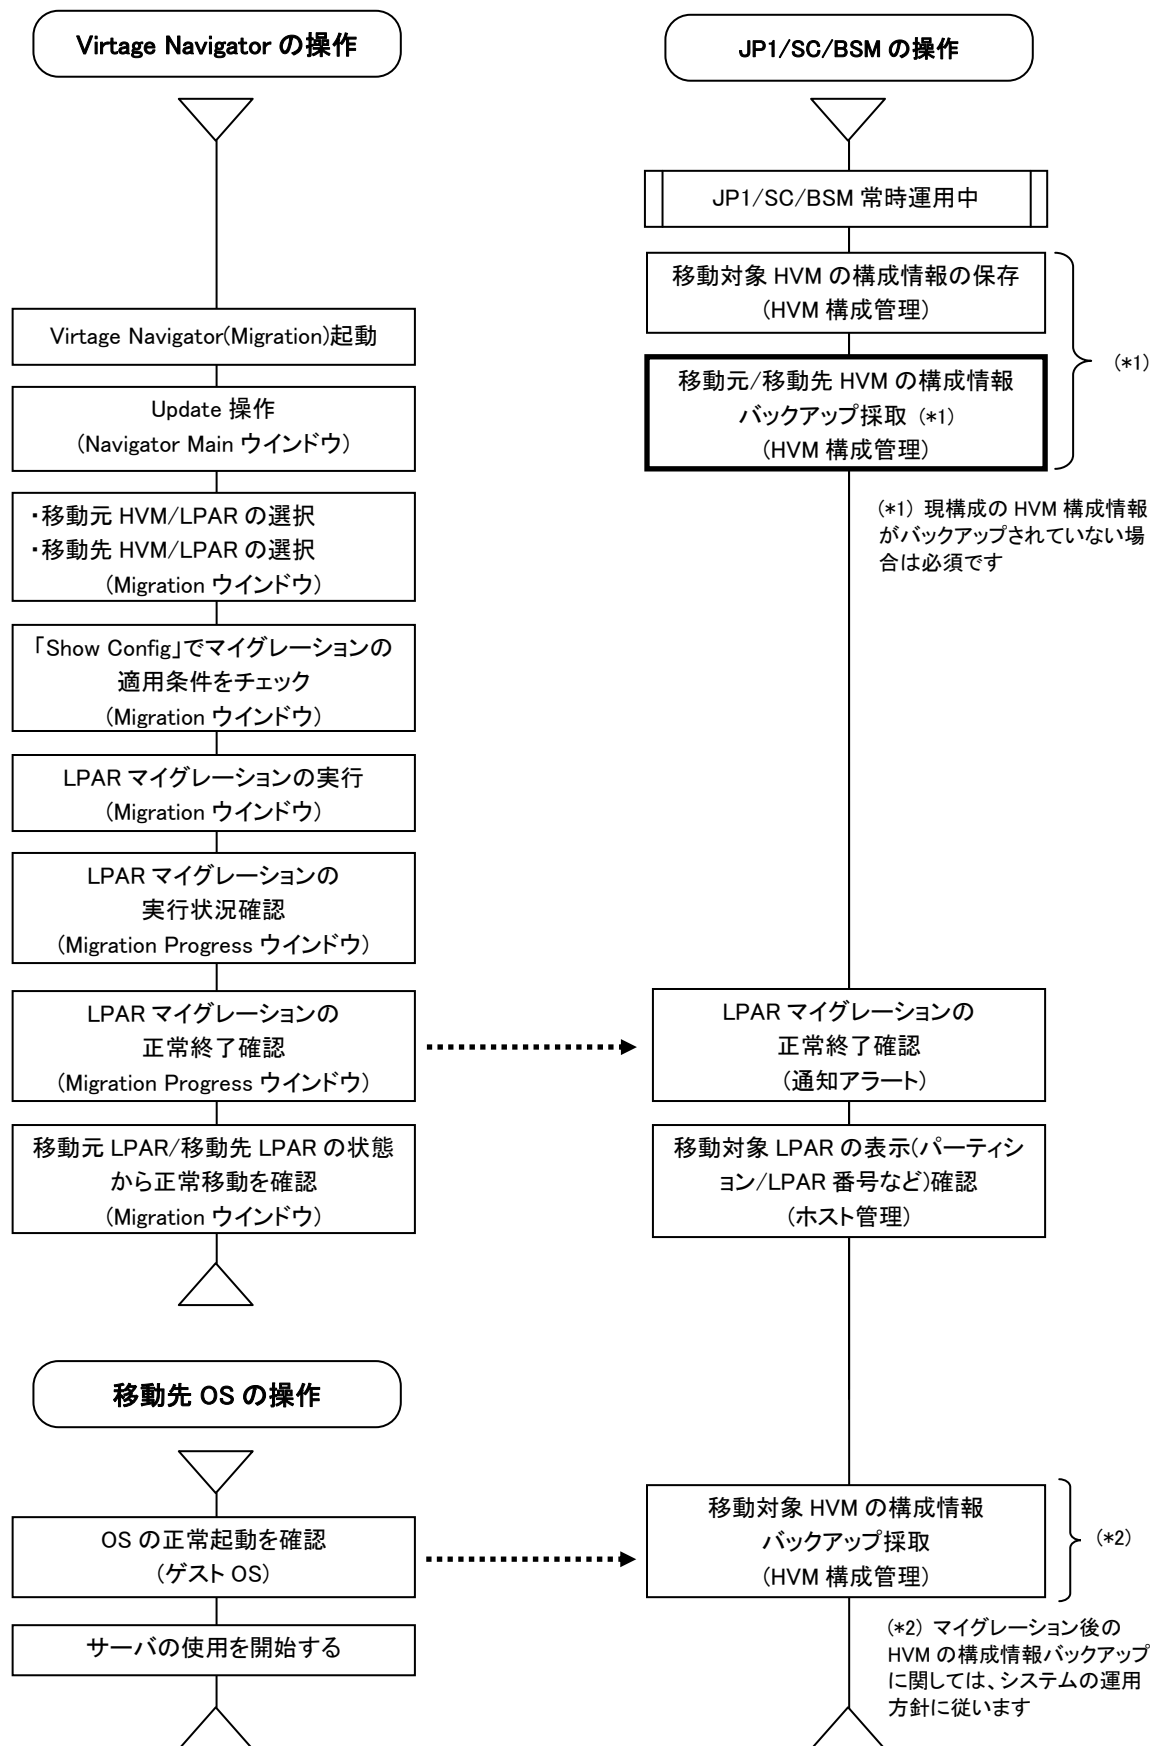 Virtage Navigator の操作
Virtage Navigator(Migration)起動
Update 操作
(Navigator Main ウインドウ)
・移動元 HVM/LPAR の選択
・移動先 HVM/LPAR の選択
(Migration ウインドウ)
「Show Config」でマイグレーションの
適用条件をチェック
(Migration ウインドウ)
LPAR マイグレーションの実行
(Migration ウインドウ)
LPAR マイグレーションの
実行状況確認
(Migration Progress ウインドウ)
LPAR マイグレーションの
正常終了確認
(Migration Progress ウインドウ)
移動元 LPAR/移動先 LPAR の状態
から正常移動を確認
(Migration ウインドウ)
移動先 OS の操作
OS の正常起動を確認
(ゲスト OS)
サーバの使用を開始する
JP1/SC/BSM の操作
JP1/SC/BSM 常時運用中
移動対象 HVM の構成情報の保存
(HVM 構成管理)
移動元/移動先 HVM の構成情報
バックアップ採取 (*1)
(HVM 構成管理)
(*1)
(*1) 現構成の HVM 構成情報
がバックアップされていない場
合は必須です
LPAR マイグレーションの
正常終了確認
(通知アラート)
移動対象 LPAR の表示(パーティシ
ョン/LPAR 番号など)確認
(ホスト管理)
移動対象 HVM の構成情報
バックアップ採取
(HVM 構成管理)
(*2)
(*2) マイグレーション後の
HVM の構成情報バックアップ
に関しては、システムの運用
方針に従います